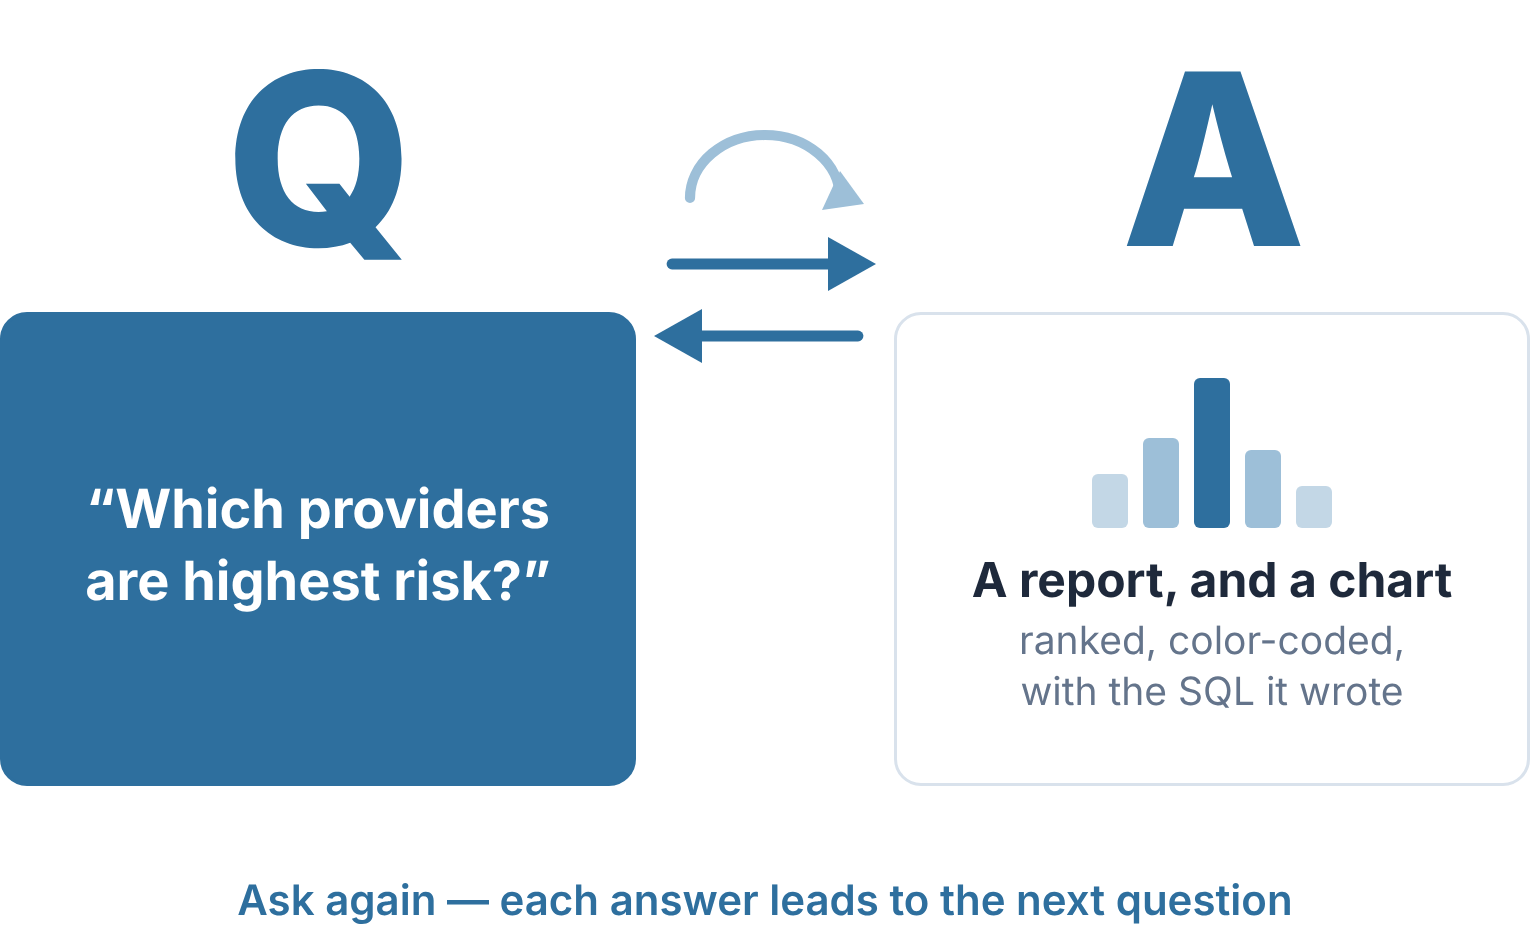 Q
A
“Which providers
are highest risk?”
A report, and a chart
ranked, color-coded,
with the SQL it wrote
Ask again — each answer leads to the next question